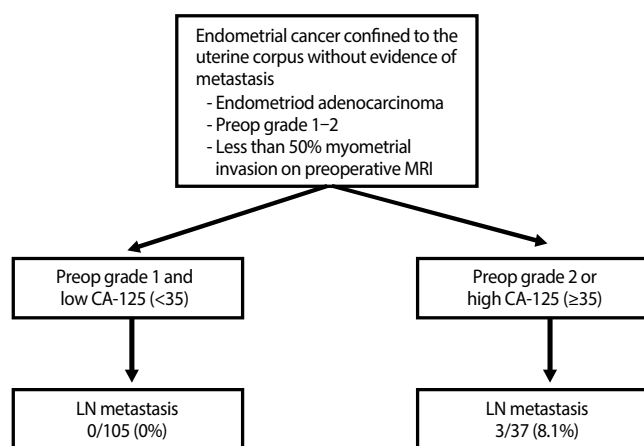 Endometrial cancer confined to the
uterine corpus without evidence of
metastasis
- Endometriod adenocarcinoma
- Preop grade 1–2
- Less than 50% myometrial
invasion on preoperative MRI
Preop grade 1 and
low CA-125 (<35)
Preop grade 2 or
high CA-125 (≥35)
LN metastasis
0/105 (0%)
LN metastasis
3/37 (8.1%)